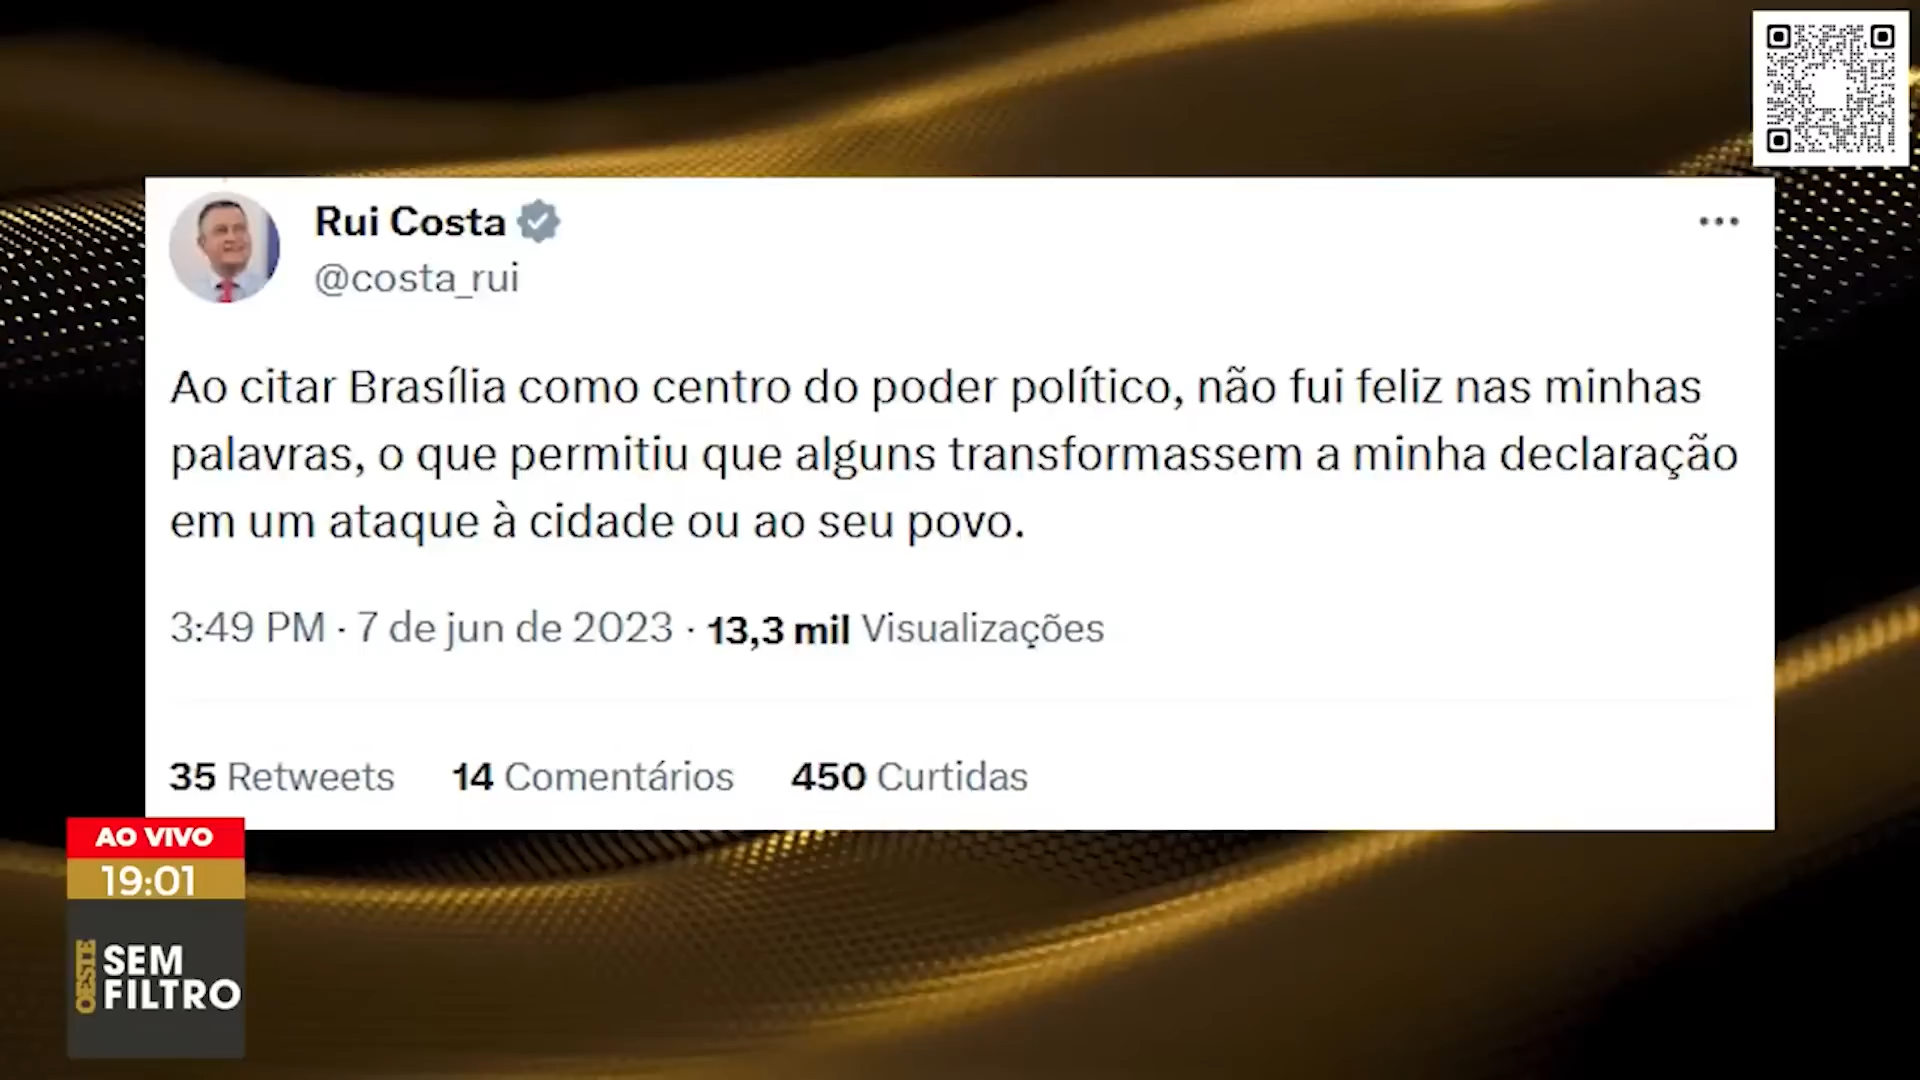 Rui Costa
@costa_rui
Ao citar Brasília como centro do poder político, não fui feliz nas minhas
palavras, o que permitiu que alguns transformassem a minha declaração
em um ataque à cidade ou ao seu povo.
3:49 PM · 7 de jun de 2023 · 13,3 mil Visualizações
35 Retweets 14 Comentários 450 Curtidas
AO VIVO
19:01
OESTE
SEM
FILTRO